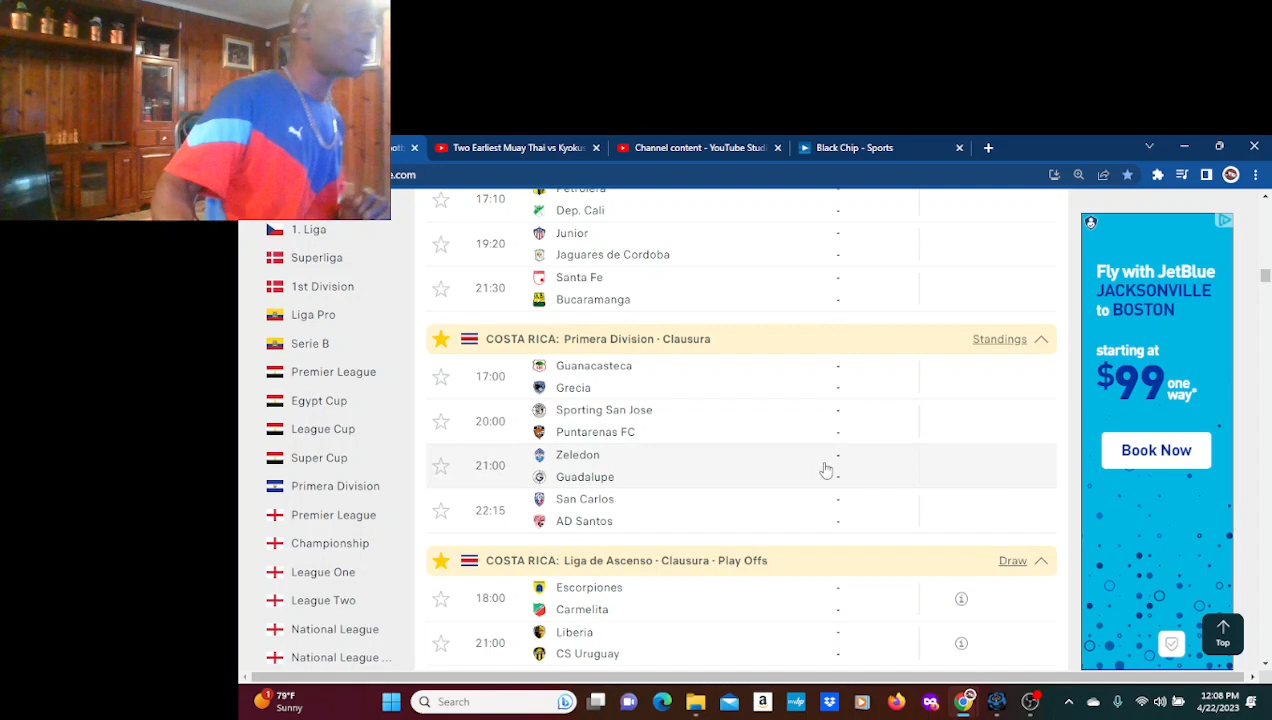 Two Earliest Muay Thai vs Kyokus
Channel content - YouTube Studi
Black Chip - Sports
e.com
17:10
Petrolera -
Dep. Cali -
19:20
Junior -
Jaguares de Cordoba -
21:30
Santa Fe -
Bucaramanga -
COSTA RICA: Primera Division - Clausura Standings
17:00
Guanacasteca -
Grecia -
20:00
Sporting San Jose -
Puntarenas FC -
21:00
Zeledon -
Guadalupe -
22:15
San Carlos -
AD Santos -
COSTA RICA: Liga de Ascenso - Clausura - Play Offs Draw
18:00
Escorpiones -
Carmelita -
21:00
Liberia -
CS Uruguay -
1. Liga
Superliga
1st Division
Liga Pro
Serie B
Premier League
Egypt Cup
League Cup
Super Cup
Primera Division
Premier League
Championship
League One
League Two
National League
National League ...
Fly with JetBlue
JACKSONVILLE
to BOSTON
starting at
$99 one
way*
Book Now
Top
1
79°F
Sunny
Search
a
12:08 PM
4/22/2023